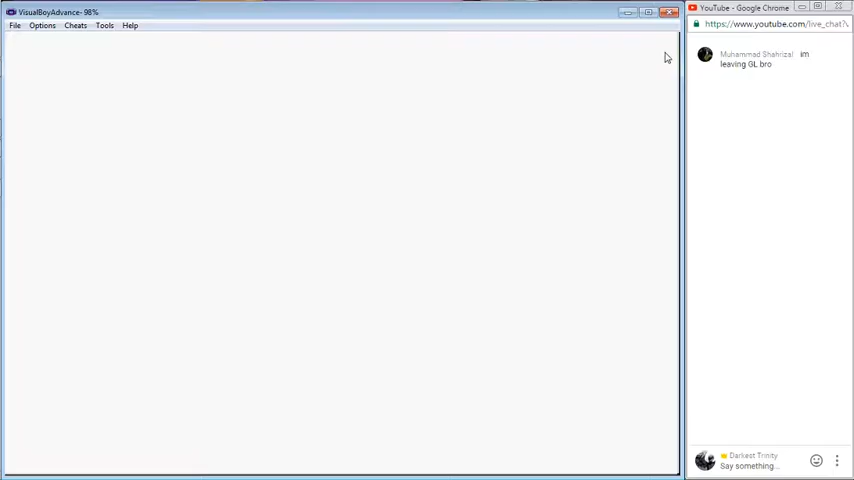 VisualBoyAdvance- 98%
File Options Cheats Tools Help
YouTube - Google Chrome
https://www.youtube.com/live_chat?v
Muhammad Shahrizal im
leaving GL bro
Darkest Trinity
Say something...